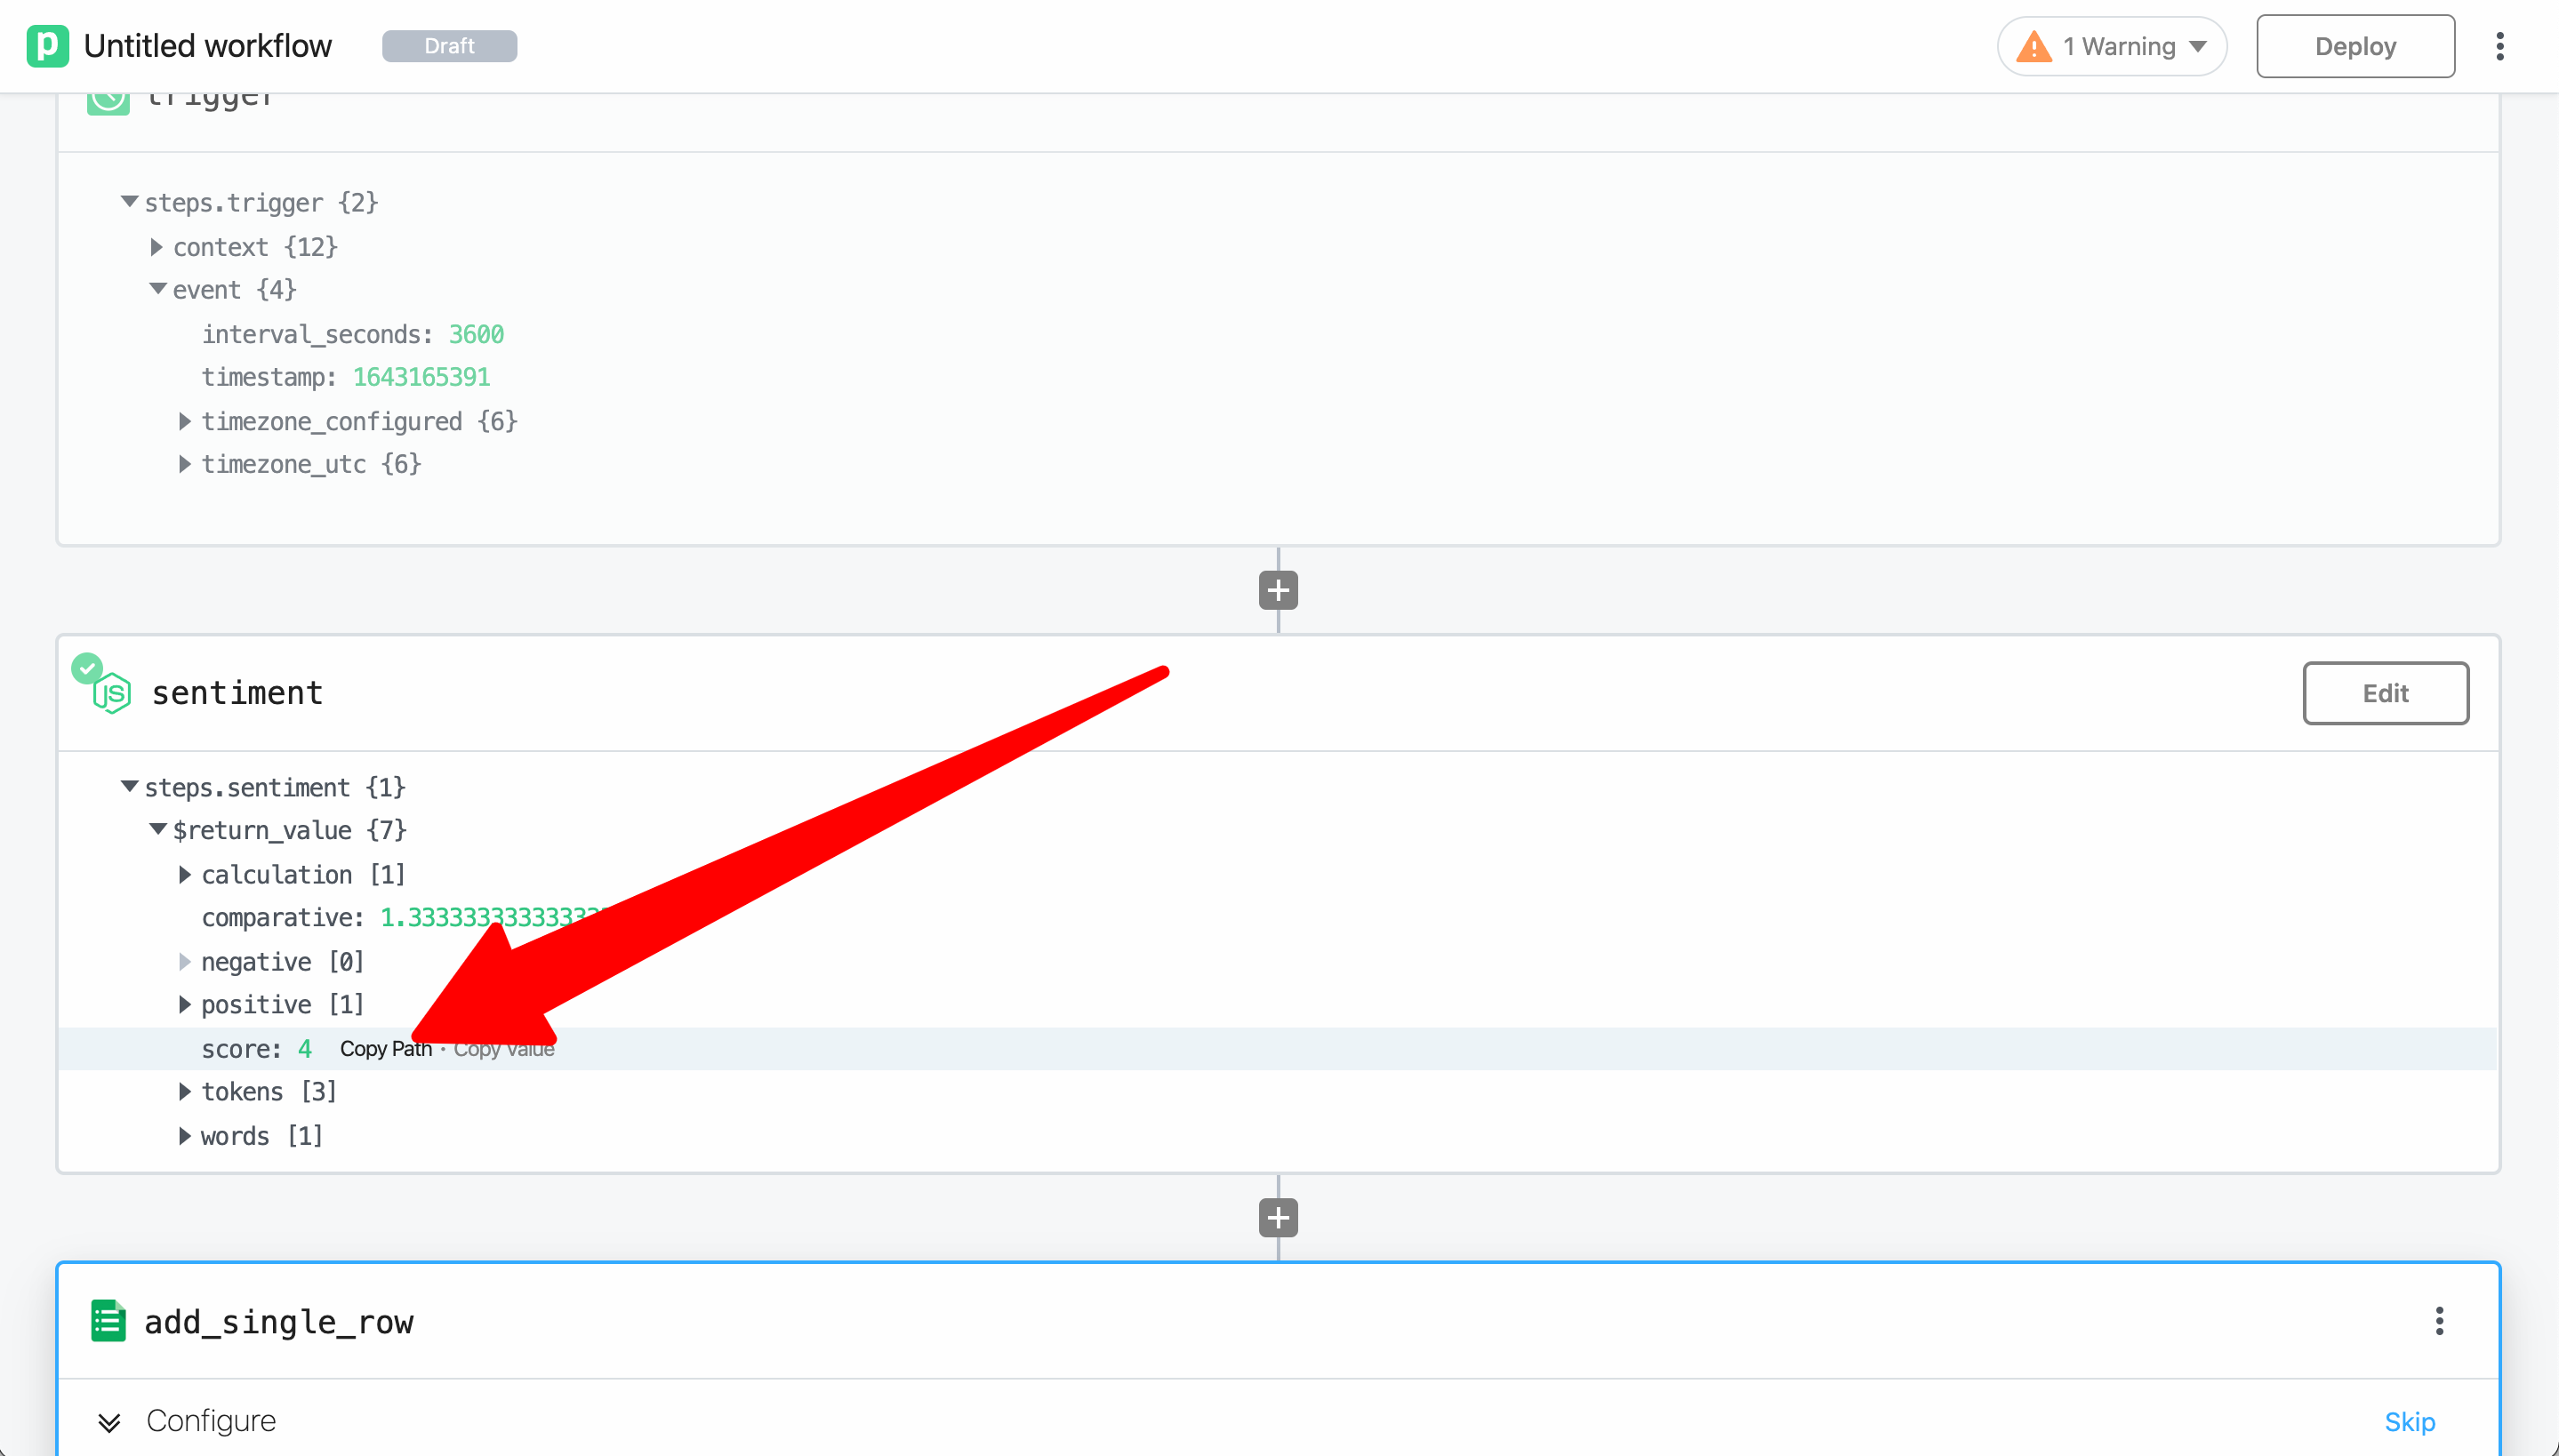 p Untitled workflow Draft 1 Warning Deploy
trigger
steps.trigger {2}
context {12}
event {4}
interval_seconds: 3600
timestamp: 1643165391
timezone_configured {6}
timezone_utc {6}
JS sentiment Edit
steps.sentiment {1}
$return_value {7}
calculation [1]
comparative: 1.33333333333333
negative [0]
positive [1]
score: 4 Copy Path · Copy Value
tokens [3]
words [1]
add_single_row
Configure Skip